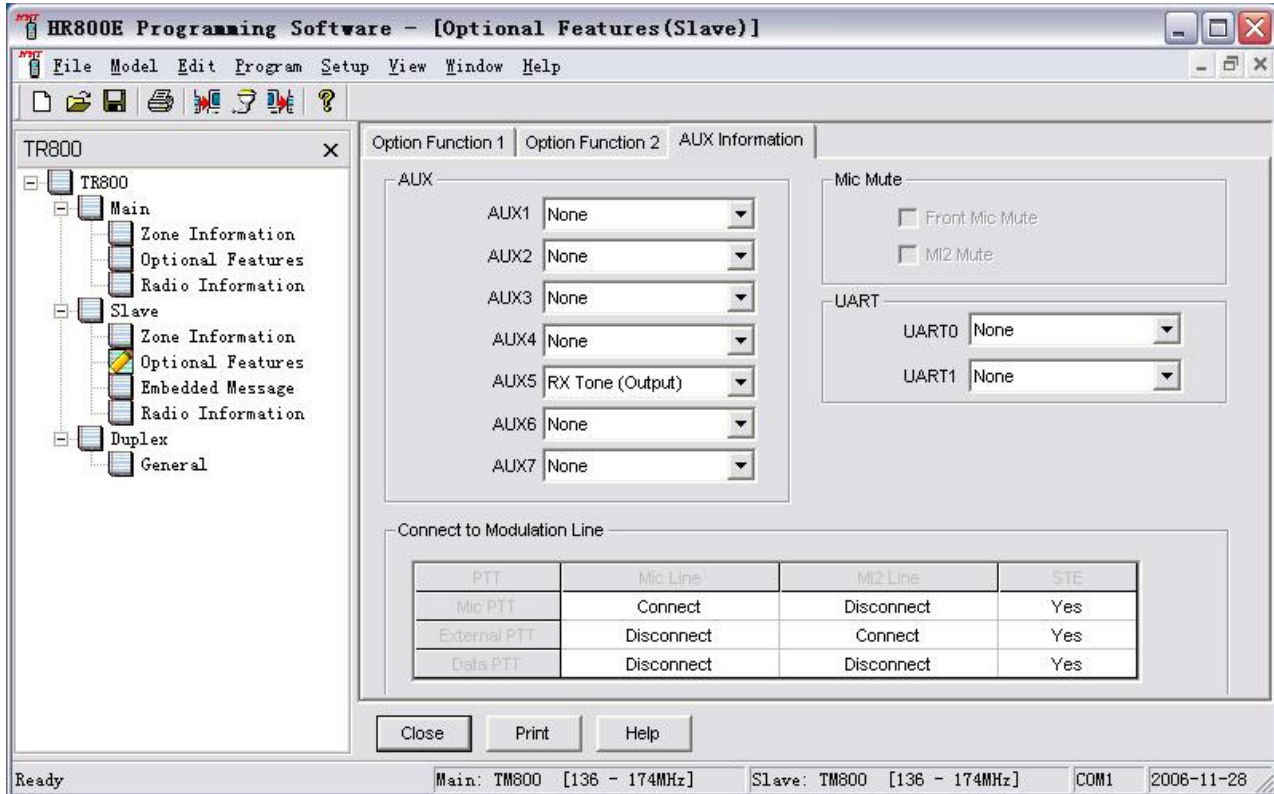 HR800E Programming Software - [Optional Features(Slave)]
File Model Edit Program Setup View Window Help
TR800
TR800
Main
Zone Information
Optional Features
Radio Information
Slave
Zone Information
Optional Features
Embedded Message
Radio Information
Duplex
General
Option Function 1 Option Function 2 AUX Information
AUX
AUX1 None
AUX2 None
AUX3 None
AUX4 None
AUX5 RX Tone (Output)
AUX6 None
AUX7 None
Mic Mute
Front Mic Mute
MI2 Mute
UART
UART0 None
UART1 None
Connect to Modulation Line
PTT Mic Line MI2 Line STE
Mic PTT Connect Disconnect Yes
External PTT Disconnect Connect Yes
Data PTT Disconnect Disconnect Yes
Close Print Help
Ready Main: TM800 [136 - 174MHz] Slave: TM800 [136 - 174MHz] COM1 2006-11-28